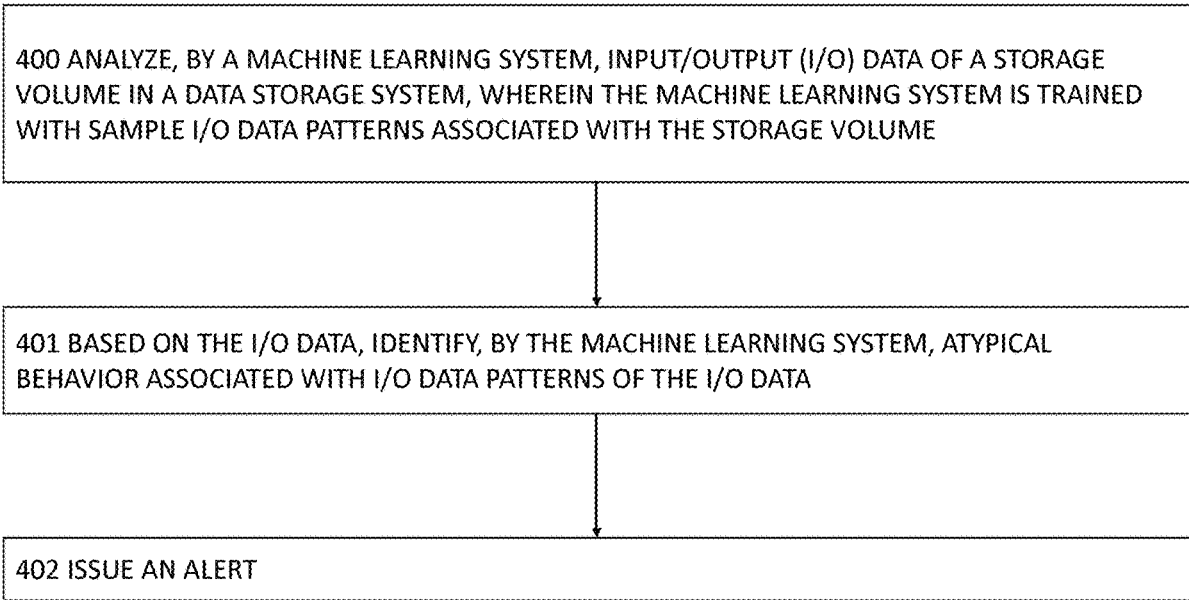 400 ANALYZE, BY A MACHINE LEARNING SYSTEM, INPUT/OUTPUT (I/O) DATA OF A STORAGE
VOLUME IN A DATA STORAGE SYSTEM, WHEREIN THE MACHINE LEARNING SYSTEM IS TRAINED
WITH SAMPLE I/O DATA PATTERNS ASSOCIATED WITH THE STORAGE VOLUME
401 BASED ON THE I/O DATA, IDENTIFY, BY THE MACHINE LEARNING SYSTEM, ATYPICAL
BEHAVIOR ASSOCIATED WITH I/O DATA PATTERNS OF THE I/O DATA
402 ISSUE AN ALERT